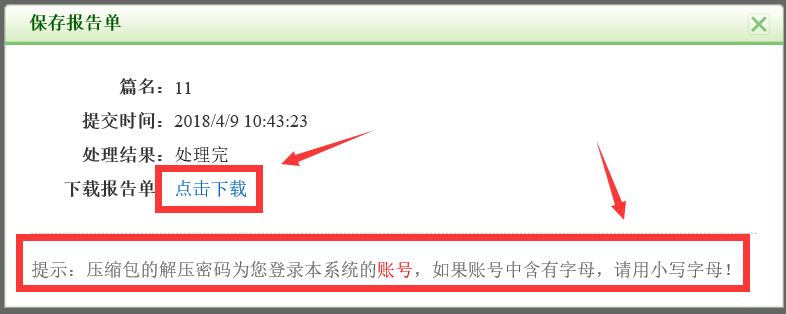 保存报告单
篇名： 11
提交时间： 2018/4/9 10:43:23
处理结果： 处理完
下载报告单 点击下载
提示：压缩包的解压密码为您登录本系统的账号，如果账号中含有字母，请用小写字母！